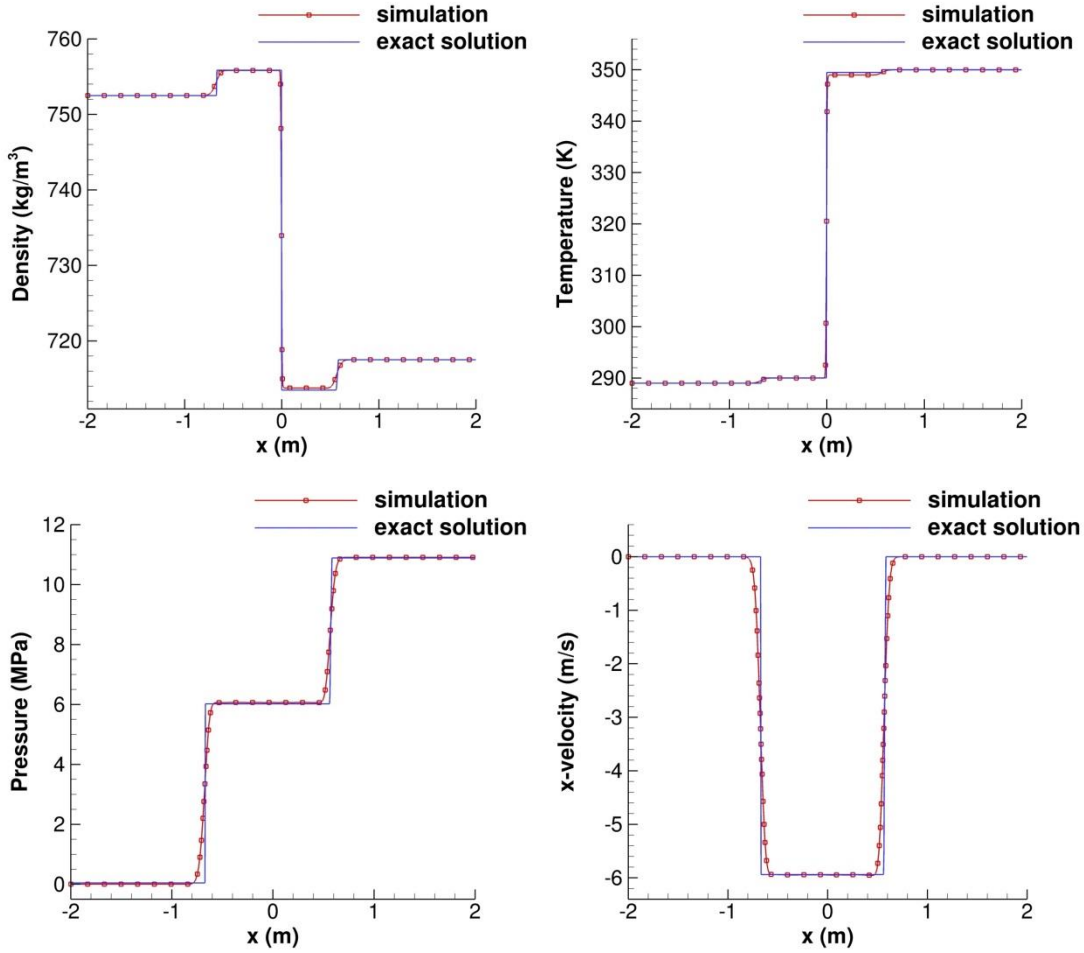 simulation
exact solution
760
750
740
730
720
Density (kg/m³)
-2 -1 0 1 2
x (m)
simulation
exact solution
350
340
330
320
310
300
290
Temperature (K)
-2 -1 0 1 2
x (m)
simulation
exact solution
12
10
8
6
4
2
0
Pressure (MPa)
-2 -1 0 1 2
x (m)
simulation
exact solution
0
-1
-2
-3
-4
-5
-6
x-velocity (m/s)
-2 -1 0 1 2
x (m)